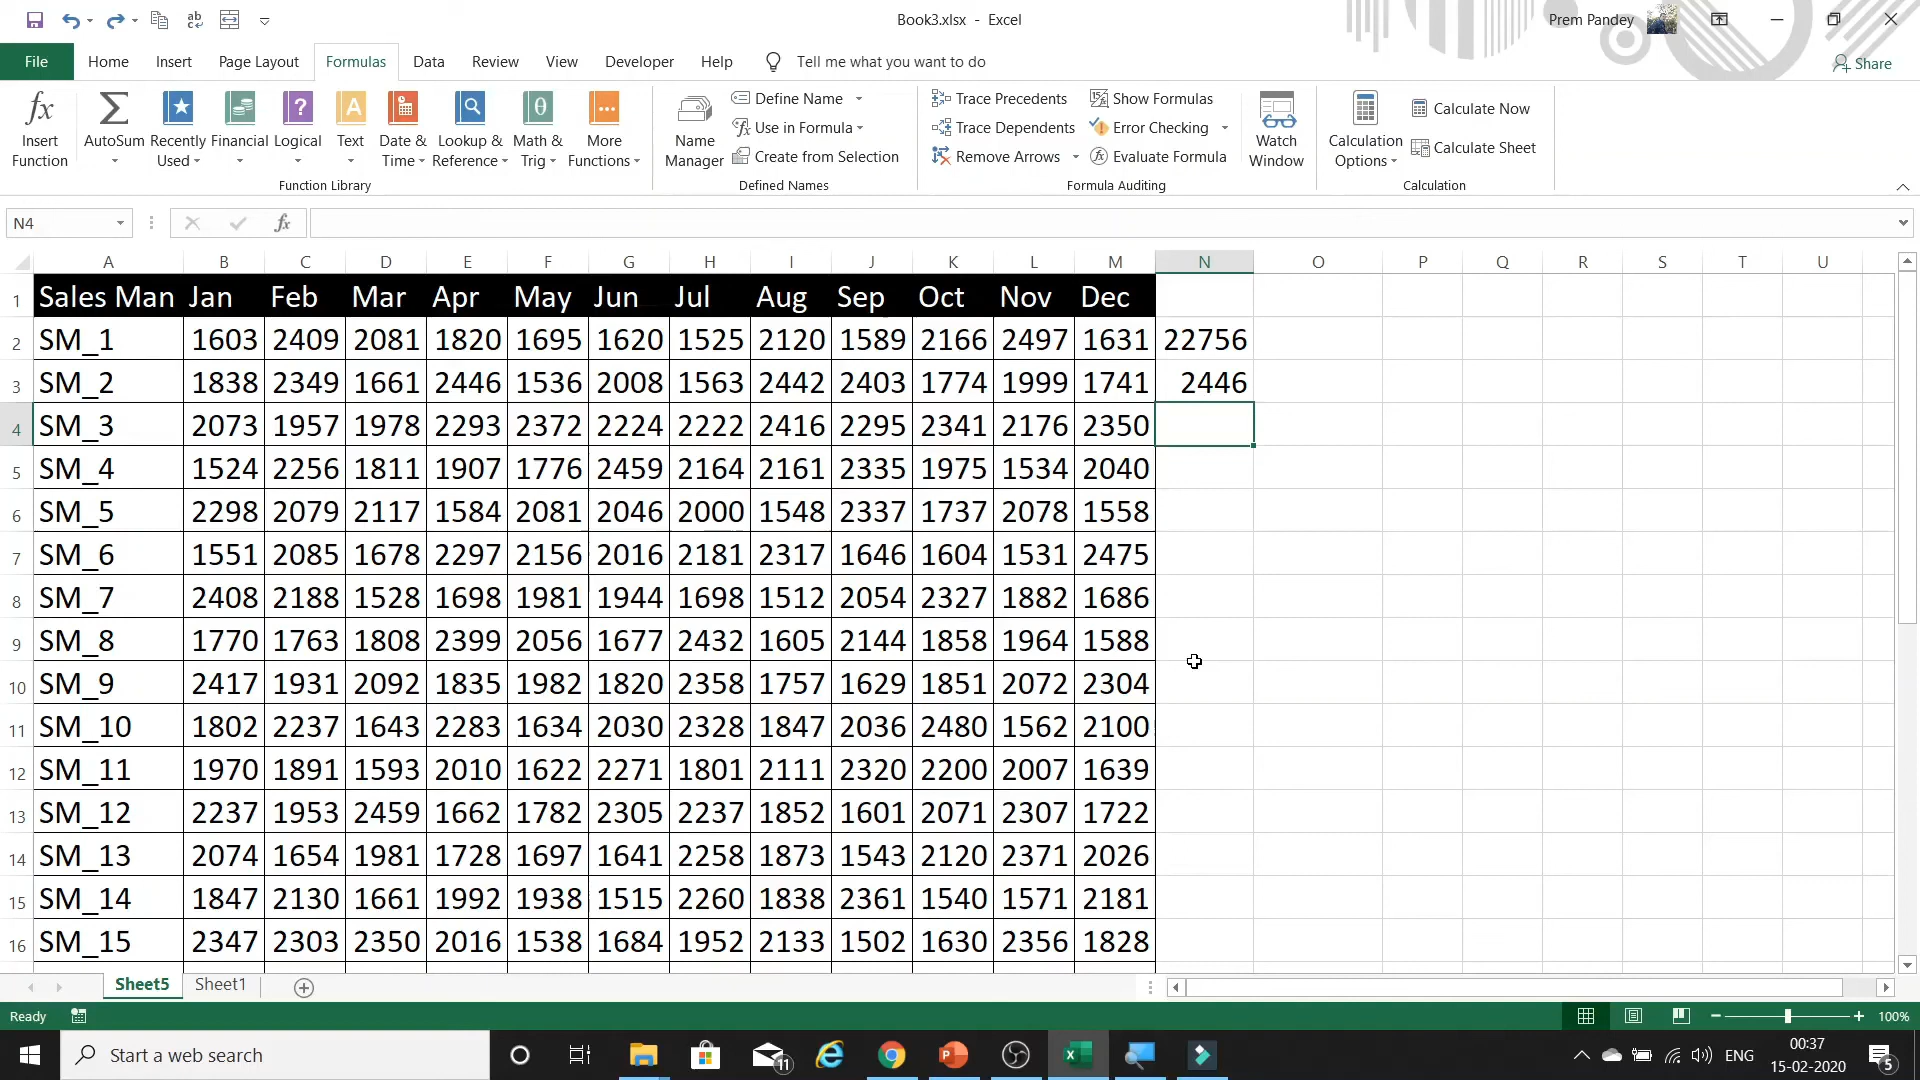 Book3.xlsx - Excel
Prem Pandey
File Home Insert Page Layout Formulas Data Review View Developer Help Tell me what you want to do
Share
Insert Function
AutoSum
Recently Used
Financial
Logical
Text
Date & Time
Lookup & Reference
Math & Trig
More Functions
Function Library
Name Manager
Define Name
Use in Formula
Create from Selection
Defined Names
Trace Precedents
Trace Dependents
Remove Arrows
Show Formulas
Error Checking
Evaluate Formula
Watch Window
Formula Auditing
Calculation Options
Calculate Now
Calculate Sheet
Calculation
N4
fx
A B C D E F G H I J K L M N O P Q R S T U
1 Sales Man Jan Feb Mar Apr May Jun Jul Aug Sep Oct Nov Dec
2 SM_1 1603 2409 2081 1820 1695 1620 1525 2120 1589 2166 2497 1631 22756
3 SM_2 1838 2349 1661 2446 1536 2008 1563 2442 2403 1774 1999 1741 2446
4 SM_3 2073 1957 1978 2293 2372 2224 2222 2416 2295 2341 2176 2350
5 SM_4 1524 2256 1811 1907 1776 2459 2164 2161 2335 1975 1534 2040
6 SM_5 2298 2079 2117 1584 2081 2046 2000 1548 2337 1737 2078 1558
7 SM_6 1551 2085 1678 2297 2156 2016 2181 2317 1646 1604 1531 2475
8 SM_7 2408 2188 1528 1698 1981 1944 1698 1512 2054 2327 1882 1686
9 SM_8 1770 1763 1808 2399 2056 1677 2432 1605 2144 1858 1964 1588
10 SM_9 2417 1931 2092 1835 1982 1820 2358 1757 1629 1851 2072 2304
11 SM_10 1802 2237 1643 2283 1634 2030 2328 1847 2036 2480 1562 2100
12 SM_11 1970 1891 1593 2010 1622 2271 1801 2111 2320 2200 2007 1639
13 SM_12 2237 1953 2459 1662 1782 2305 2237 1852 1601 2071 2307 1722
14 SM_13 2074 1654 1981 1728 1697 1641 2258 1873 1543 2120 2371 2026
15 SM_14 1847 2130 1661 1992 1938 1515 2260 1838 2361 1540 1571 2181
16 SM_15 2347 2303 2350 2016 1538 1684 1952 2133 1502 1630 2356 1828
Sheet5 Sheet1
Ready
100%
Start a web search
11
ENG
00:37
15-02-2020
5